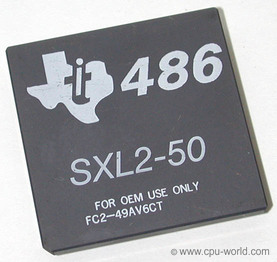 ti 486
SXL2-50
FOR OEM USE ONLY
FC2-49AV6CT
© www.cpu-world.com